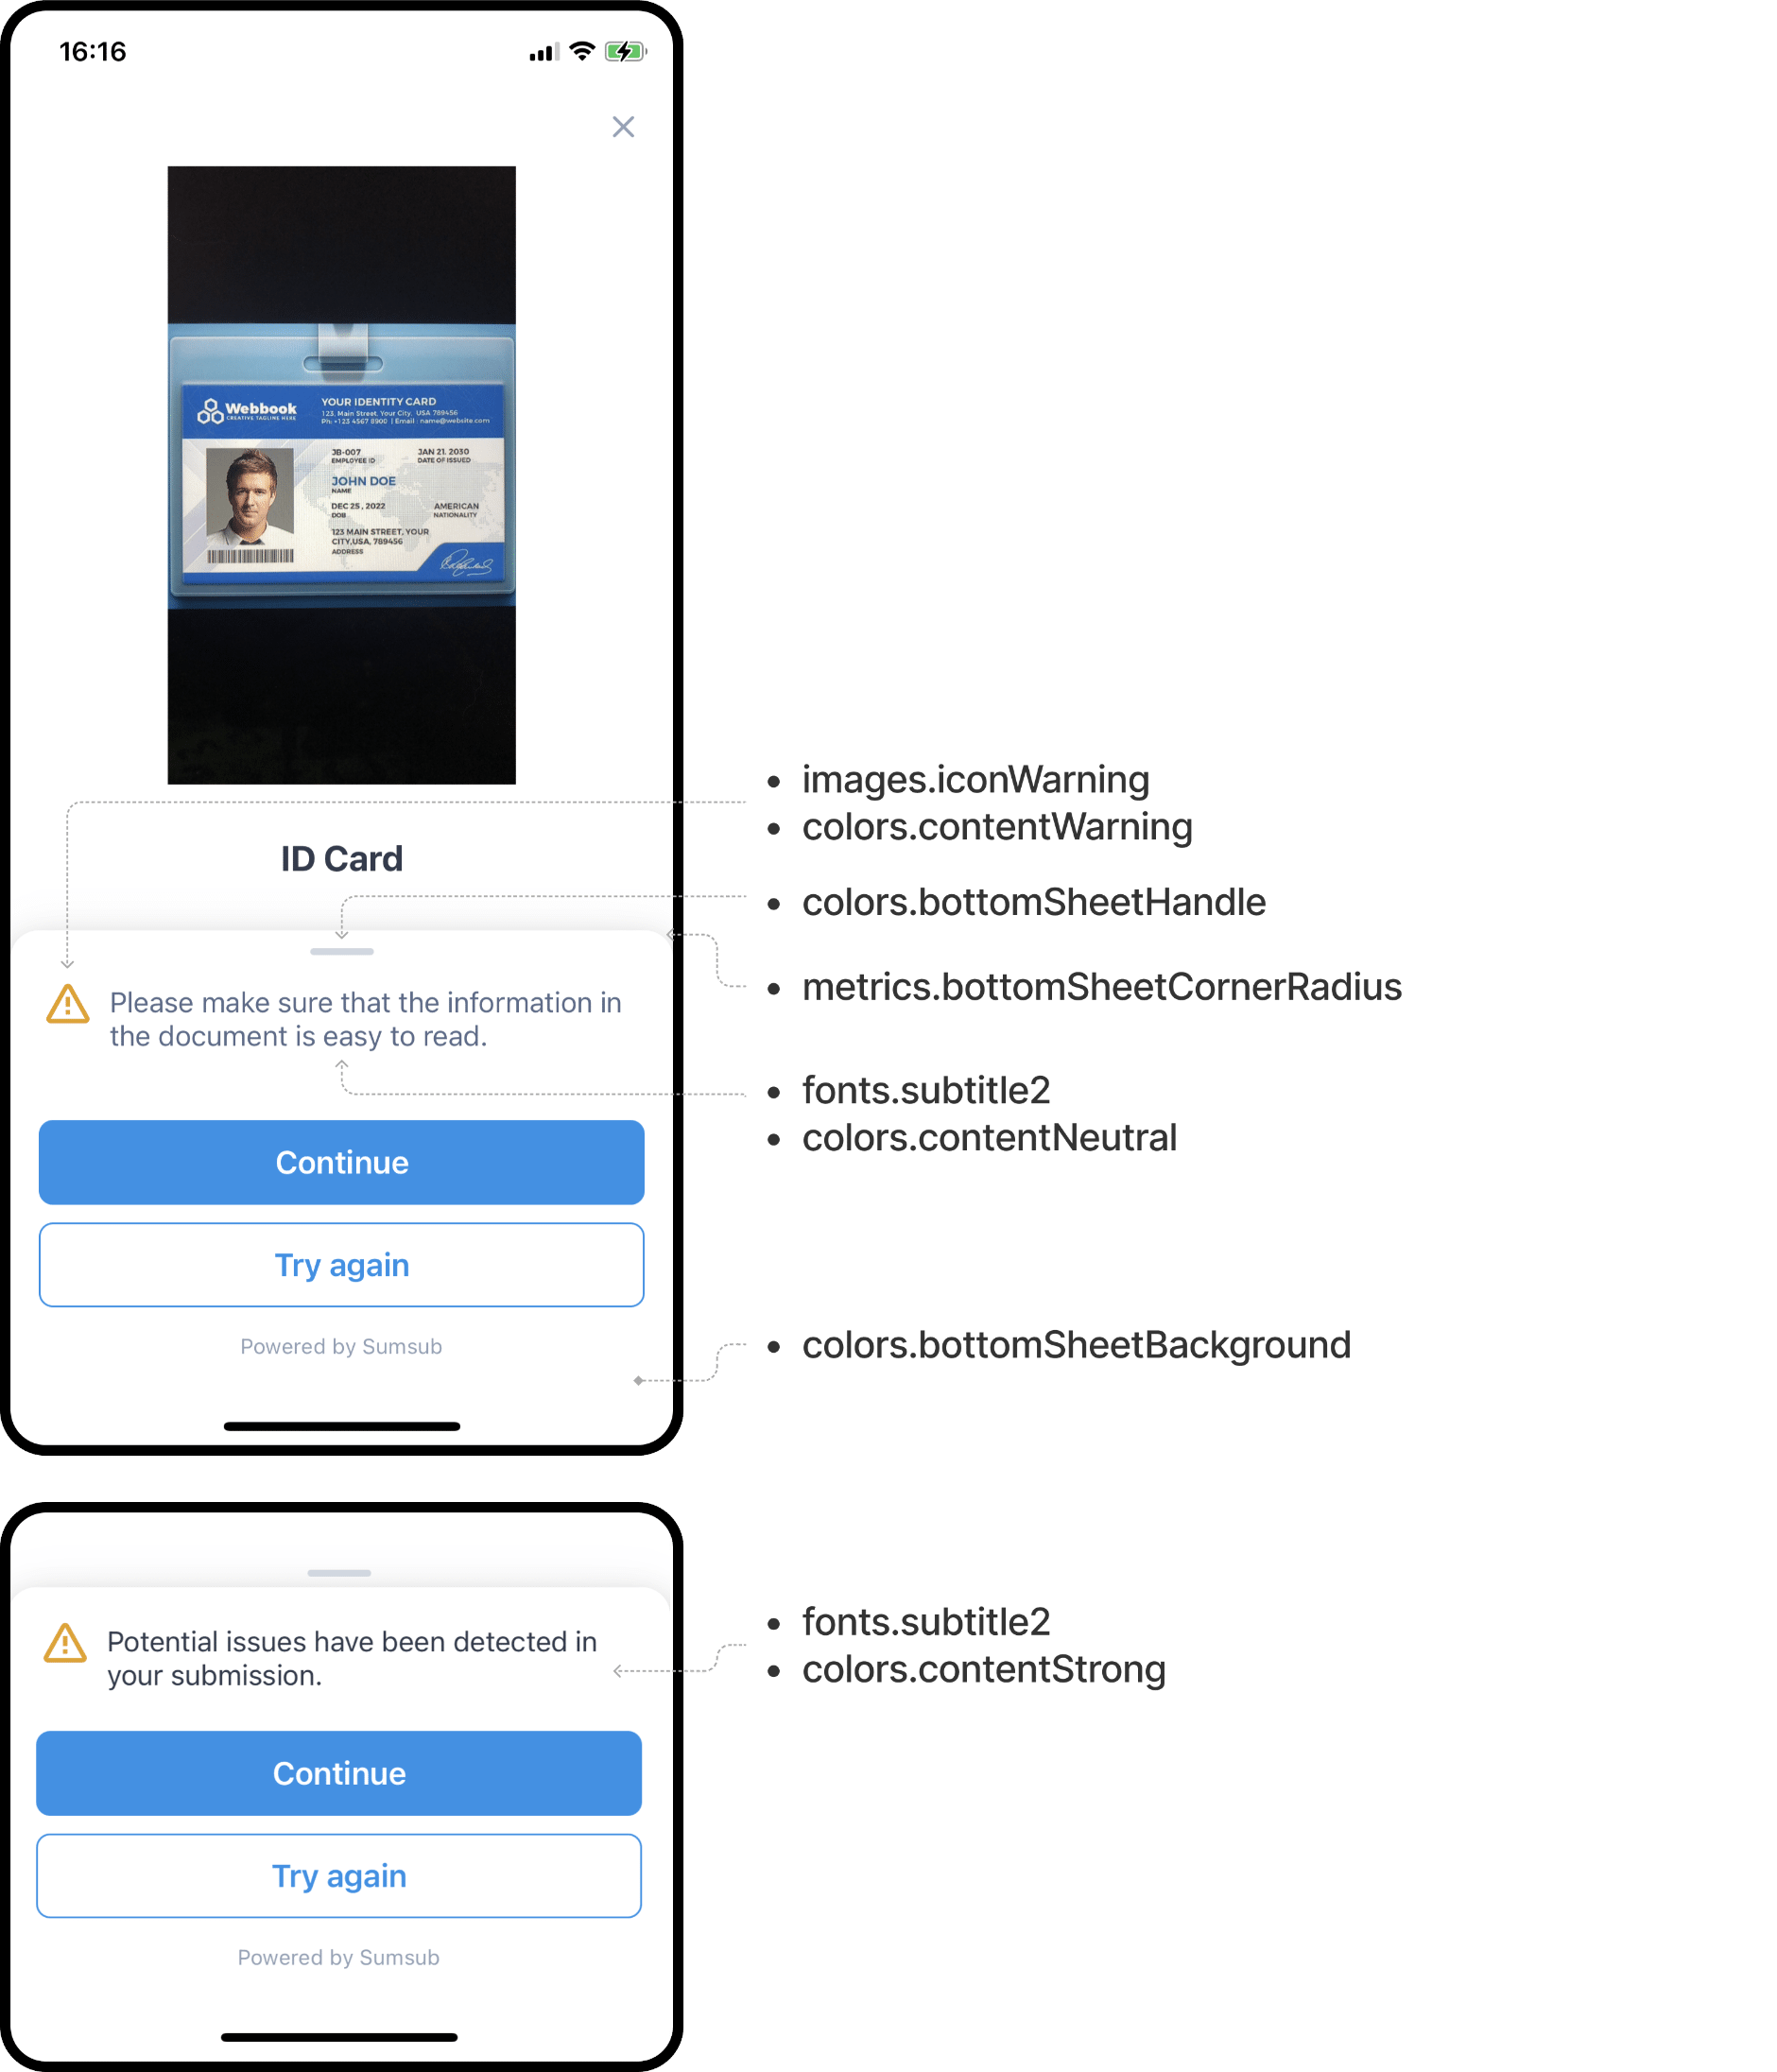 16:16
Webbook
CREATIVE TAGLINE HERE
YOUR IDENTITY CARD
123, Main Street, Your City, USA 789456
Ph: +123 4567 8900 | Email : name@website.com
JB-007
EMPLOYEE ID
JAN 21, 2030
DATE OF ISSUED
JOHN DOE
NAME
DEC 25, 2022
DOB
AMERICAN
NATIONALITY
123 MAIN STREET, YOUR
CITY,USA, 789456
ADDRESS
ID Card
Please make sure that the information in
the document is easy to read.
Continue
Try again
Powered by Sumsub
• images.iconWarning
• colors.contentWarning
• colors.bottomSheetHandle
• metrics.bottomSheetCornerRadius
• fonts.subtitle2
• colors.contentNeutral
• colors.bottomSheetBackground
Potential issues have been detected in
your submission.
Continue
Try again
Powered by Sumsub
• fonts.subtitle2
• colors.contentStrong